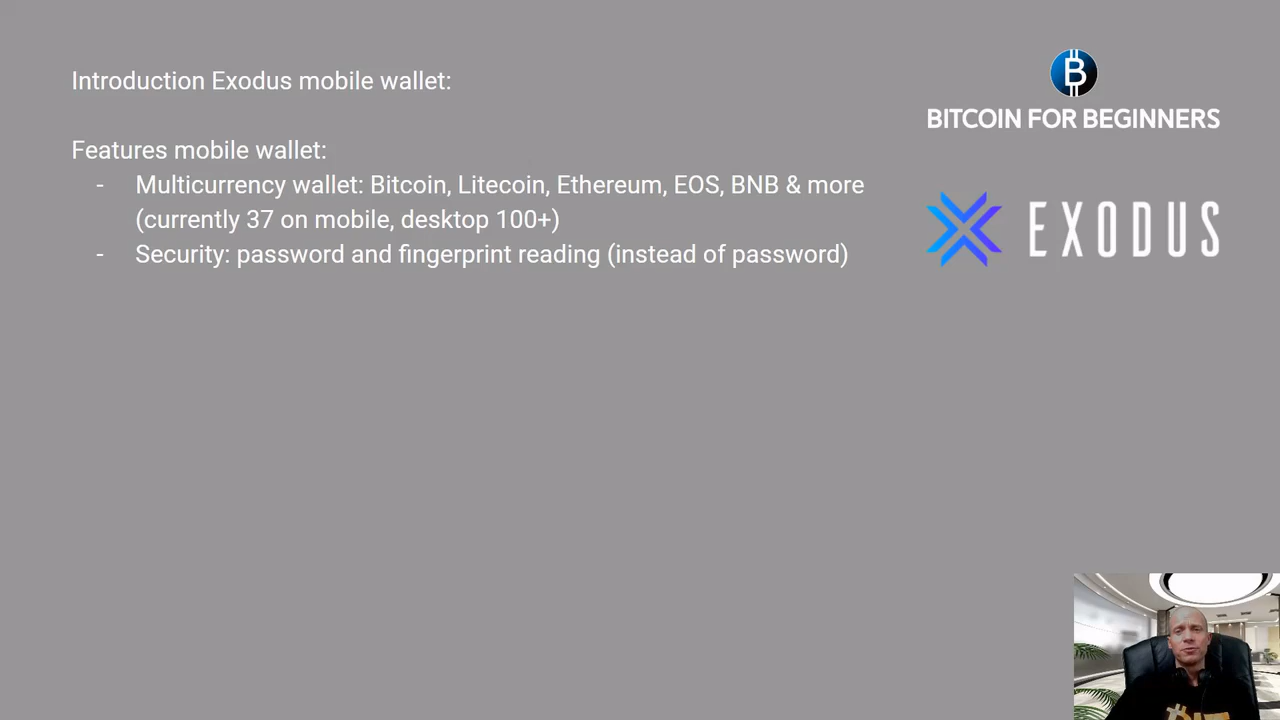 Introduction Exodus mobile wallet:
Features mobile wallet:
- Multicurrency wallet: Bitcoin, Litecoin, Ethereum, EOS, BNB & more
(currently 37 on mobile, desktop 100+)
- Security: password and fingerprint reading (instead of password)
B
BITCOIN FOR BEGINNERS
EXODUS